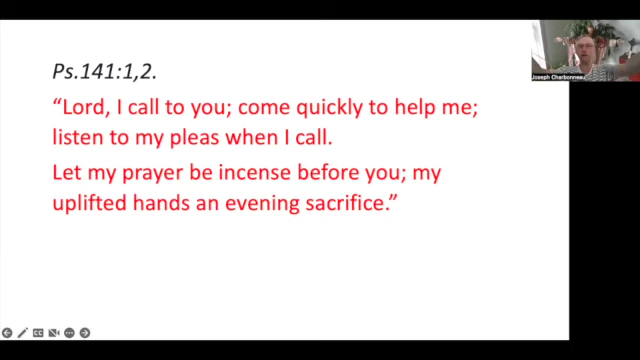 Ps.141:1,2.
“Lord, I call to you; come quickly to help me;
listen to my pleas when I call.
Let my prayer be incense before you; my
uplifted hands an evening sacrifice.”
Joseph Charbonneau
CC